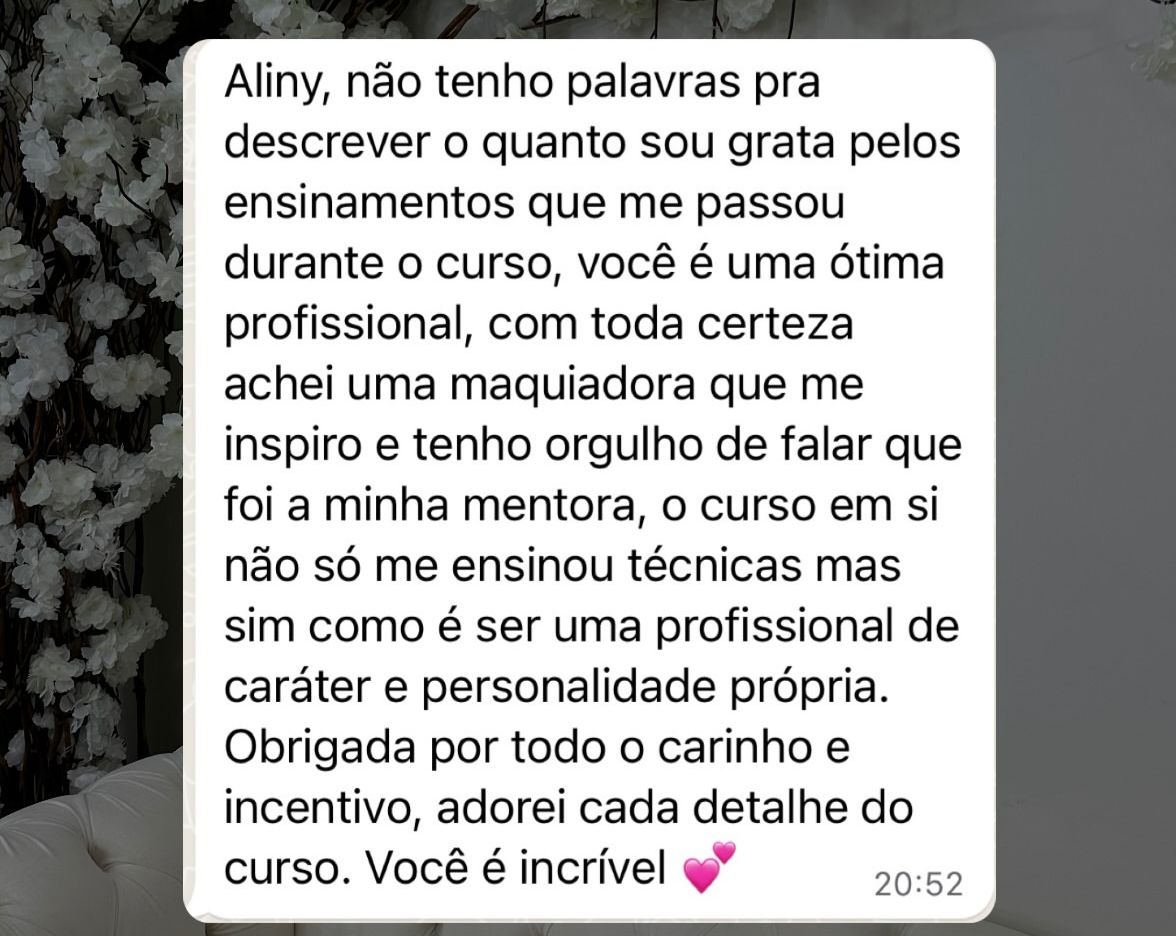 Aliny, não tenho palavras pra
descrever o quanto sou grata pelos
ensinamentos que me passou
durante o curso, você é uma ótima
profissional, com toda certeza
achei uma maquiadora que me
inspiro e tenho orgulho de falar que
foi a minha mentora, o curso em si
não só me ensinou técnicas mas
sim como é ser uma profissional de
caráter e personalidade própria.
Obrigada por todo o carinho e
incentivo, adorei cada detalhe do
curso. Você é incrível 💕
20:52